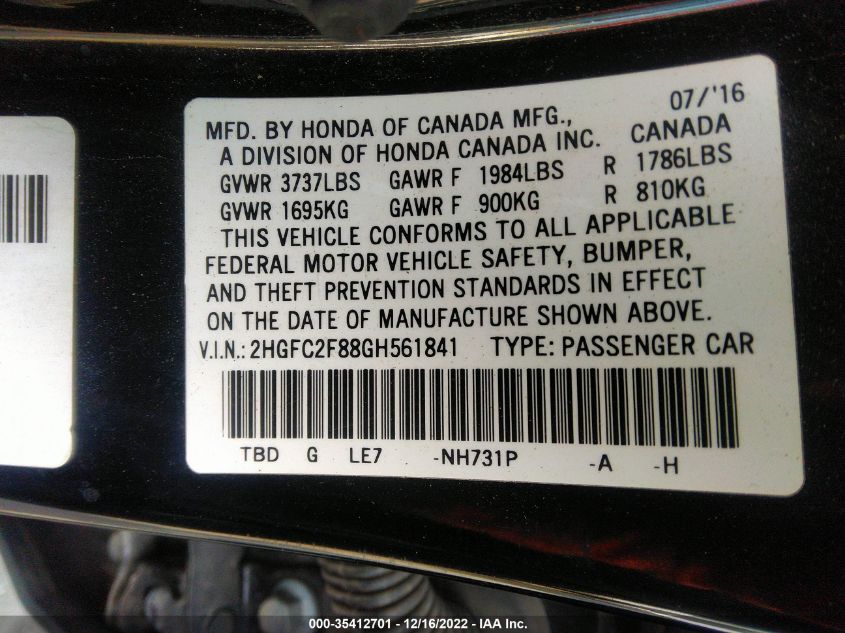 07/'16
MFD. BY HONDA OF CANADA MFG.,
A DIVISION OF HONDA CANADA INC. CANADA
GVWR 3737LBS GAWR F 1984LBS R 1786LBS
GVWR 1695KG GAWR F 900KG R 810KG
THIS VEHICLE CONFORMS TO ALL APPLICABLE
FEDERAL MOTOR VEHICLE SAFETY, BUMPER,
AND THEFT PREVENTION STANDARDS IN EFFECT
ON THE DATE OF MANUFACTURE SHOWN ABOVE.
V.I.N.: 2HGFC2F88GH561841 TYPE: PASSENGER CAR
TBD G LE7 -NH731P -A -H
000-35412701 - 12/16/2022 - IAA Inc.